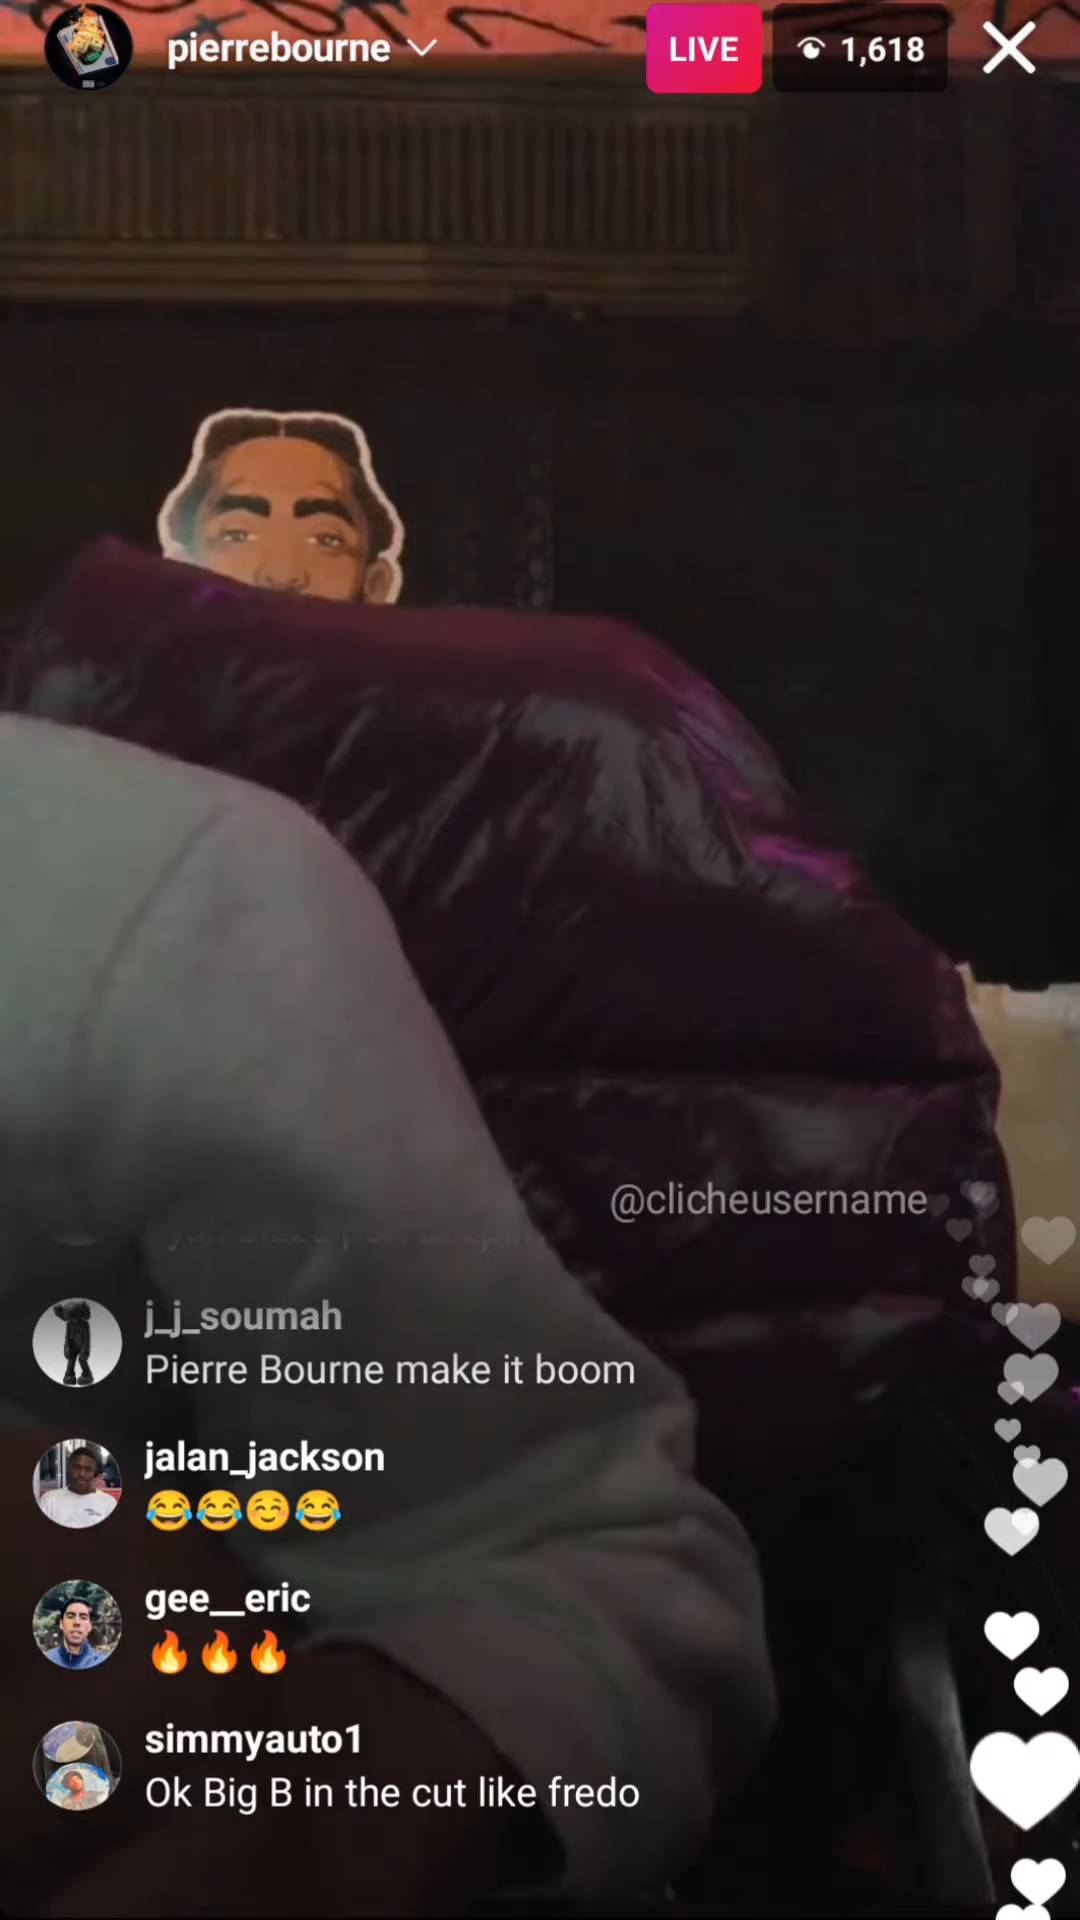 pierrebourne
LIVE
1,618
@clicheusername
j_j_soumah
Pierre Bourne make it boom
jalan_jackson
😂😂☺️😂
gee__eric
🔥🔥🔥
simmyauto1
Ok Big B in the cut like fredo